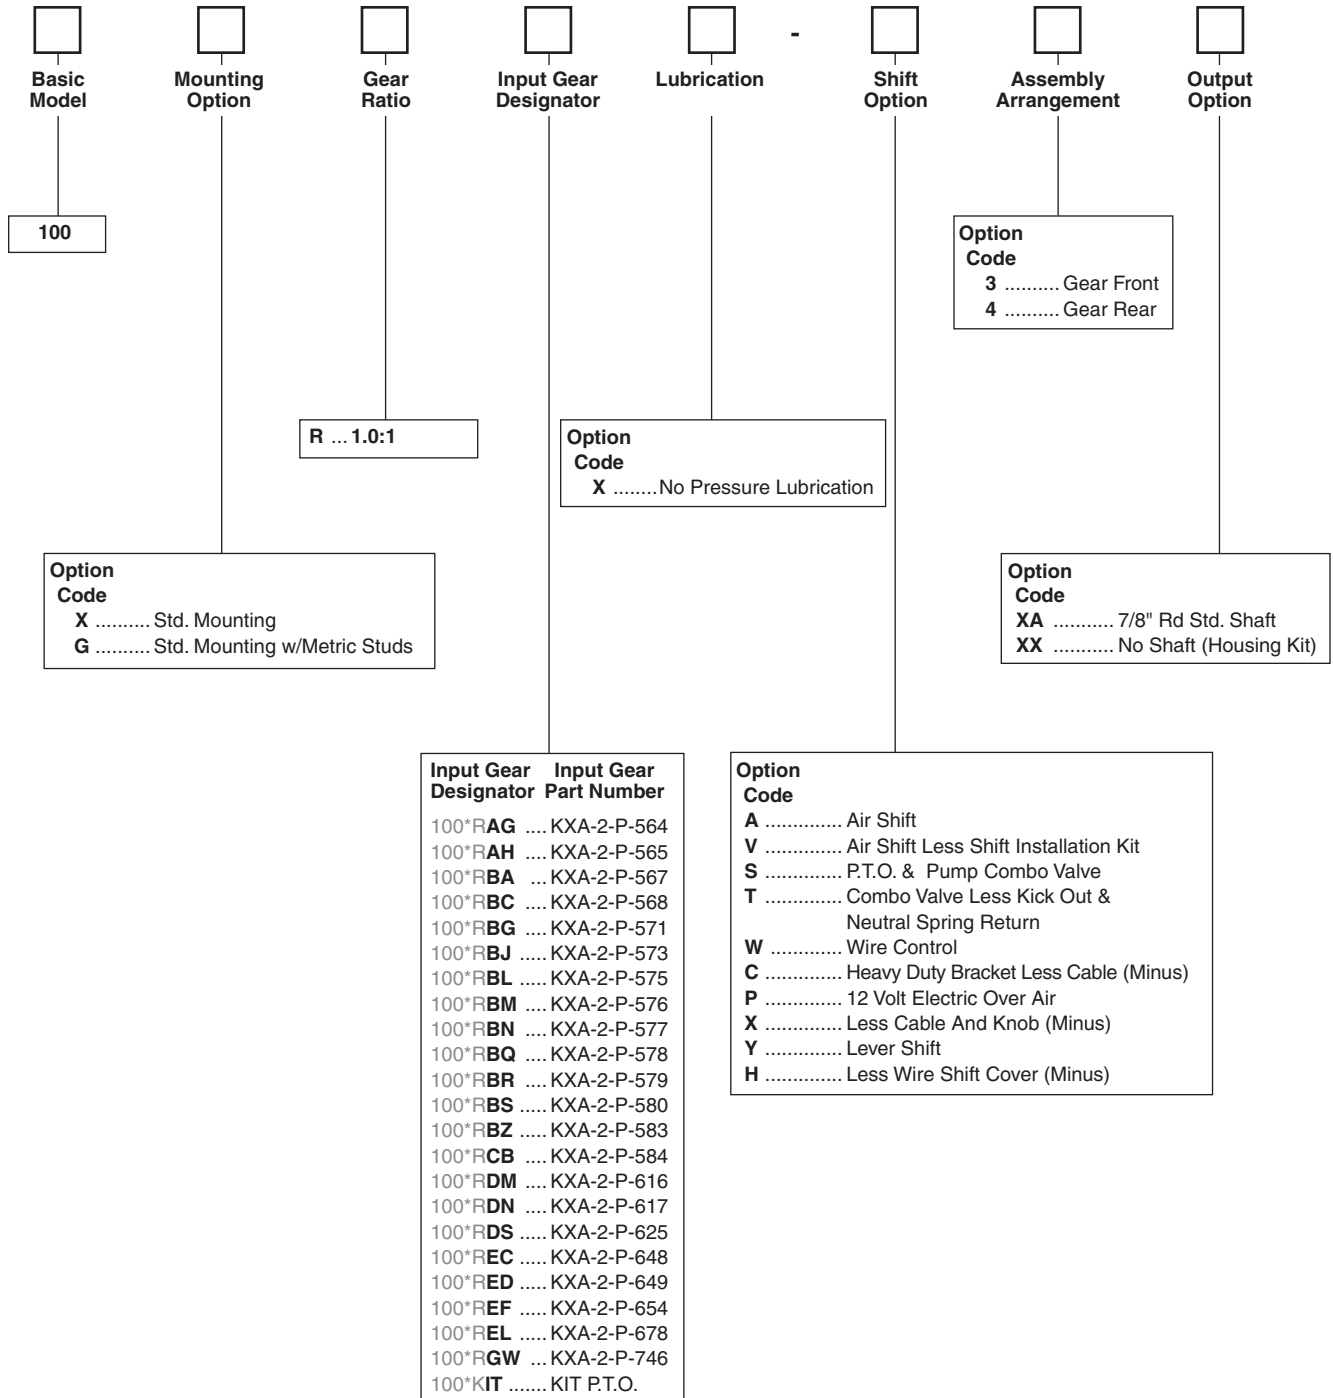 -
Basic Model
Mounting Option
Gear Ratio
Input Gear Designator
Lubrication
Shift Option
Assembly Arrangement
Output Option
100
Option
Code
3 .......... Gear Front
4 .......... Gear Rear
R ... 1.0:1
Option
Code
X ........ No Pressure Lubrication
Option
Code
X .......... Std. Mounting
G .......... Std. Mounting w/Metric Studs
Option
Code
XA ........... 7/8" Rd Std. Shaft
XX ........... No Shaft (Housing Kit)
Input Gear Input Gear
Designator Part Number
100*RAG .... KXA-2-P-564
100*RAH .... KXA-2-P-565
100*RBA ... KXA-2-P-567
100*RBC .... KXA-2-P-568
100*RBG .... KXA-2-P-571
100*RBJ ..... KXA-2-P-573
100*RBL ..... KXA-2-P-575
100*RBM .... KXA-2-P-576
100*RBN .... KXA-2-P-577
100*RBQ .... KXA-2-P-578
100*RBR .... KXA-2-P-579
100*RBS ..... KXA-2-P-580
100*RBZ ..... KXA-2-P-583
100*RCB .... KXA-2-P-584
100*RDM .... KXA-2-P-616
100*RDN .... KXA-2-P-617
100*RDS ..... KXA-2-P-625
100*REC ..... KXA-2-P-648
100*RED ..... KXA-2-P-649
100*REF ..... KXA-2-P-654
100*REL ..... KXA-2-P-678
100*RGW ... KXA-2-P-746
100*KIT ....... KIT P.T.O.
Option
Code
A .............. Air Shift
V .............. Air Shift Less Shift Installation Kit
S .............. P.T.O. & Pump Combo Valve
T .............. Combo Valve Less Kick Out &
Neutral Spring Return
W ............. Wire Control
C .............. Heavy Duty Bracket Less Cable (Minus)
P .............. 12 Volt Electric Over Air
X .............. Less Cable And Knob (Minus)
Y .............. Lever Shift
H .............. Less Wire Shift Cover (Minus)